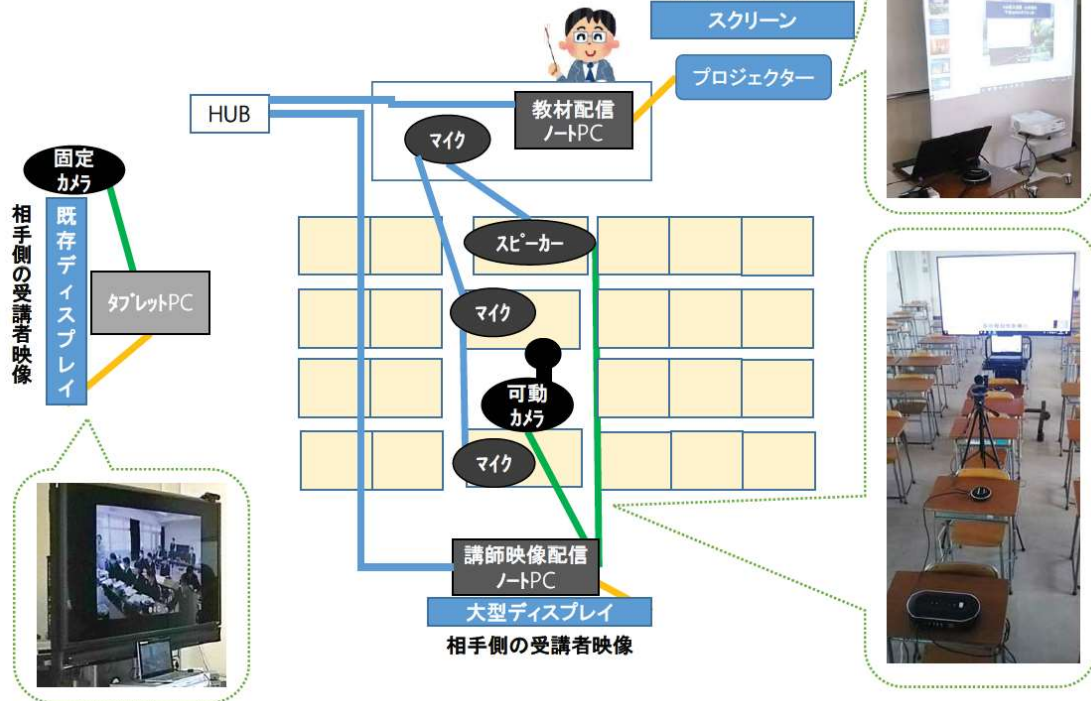 スクリーン
プロジェクター
HUB
教材配信
ﾉｰﾄPC
マイク
固定
ｶﾒﾗ
相手側の受講者映像
既存ディスプレイ
ﾀﾌﾞﾚｯﾄPC
スピーカー
マイク
可動
ｶﾒﾗ
マイク
講師映像配信
ﾉｰﾄPC
大型ディスプレイ
相手側の受講者映像